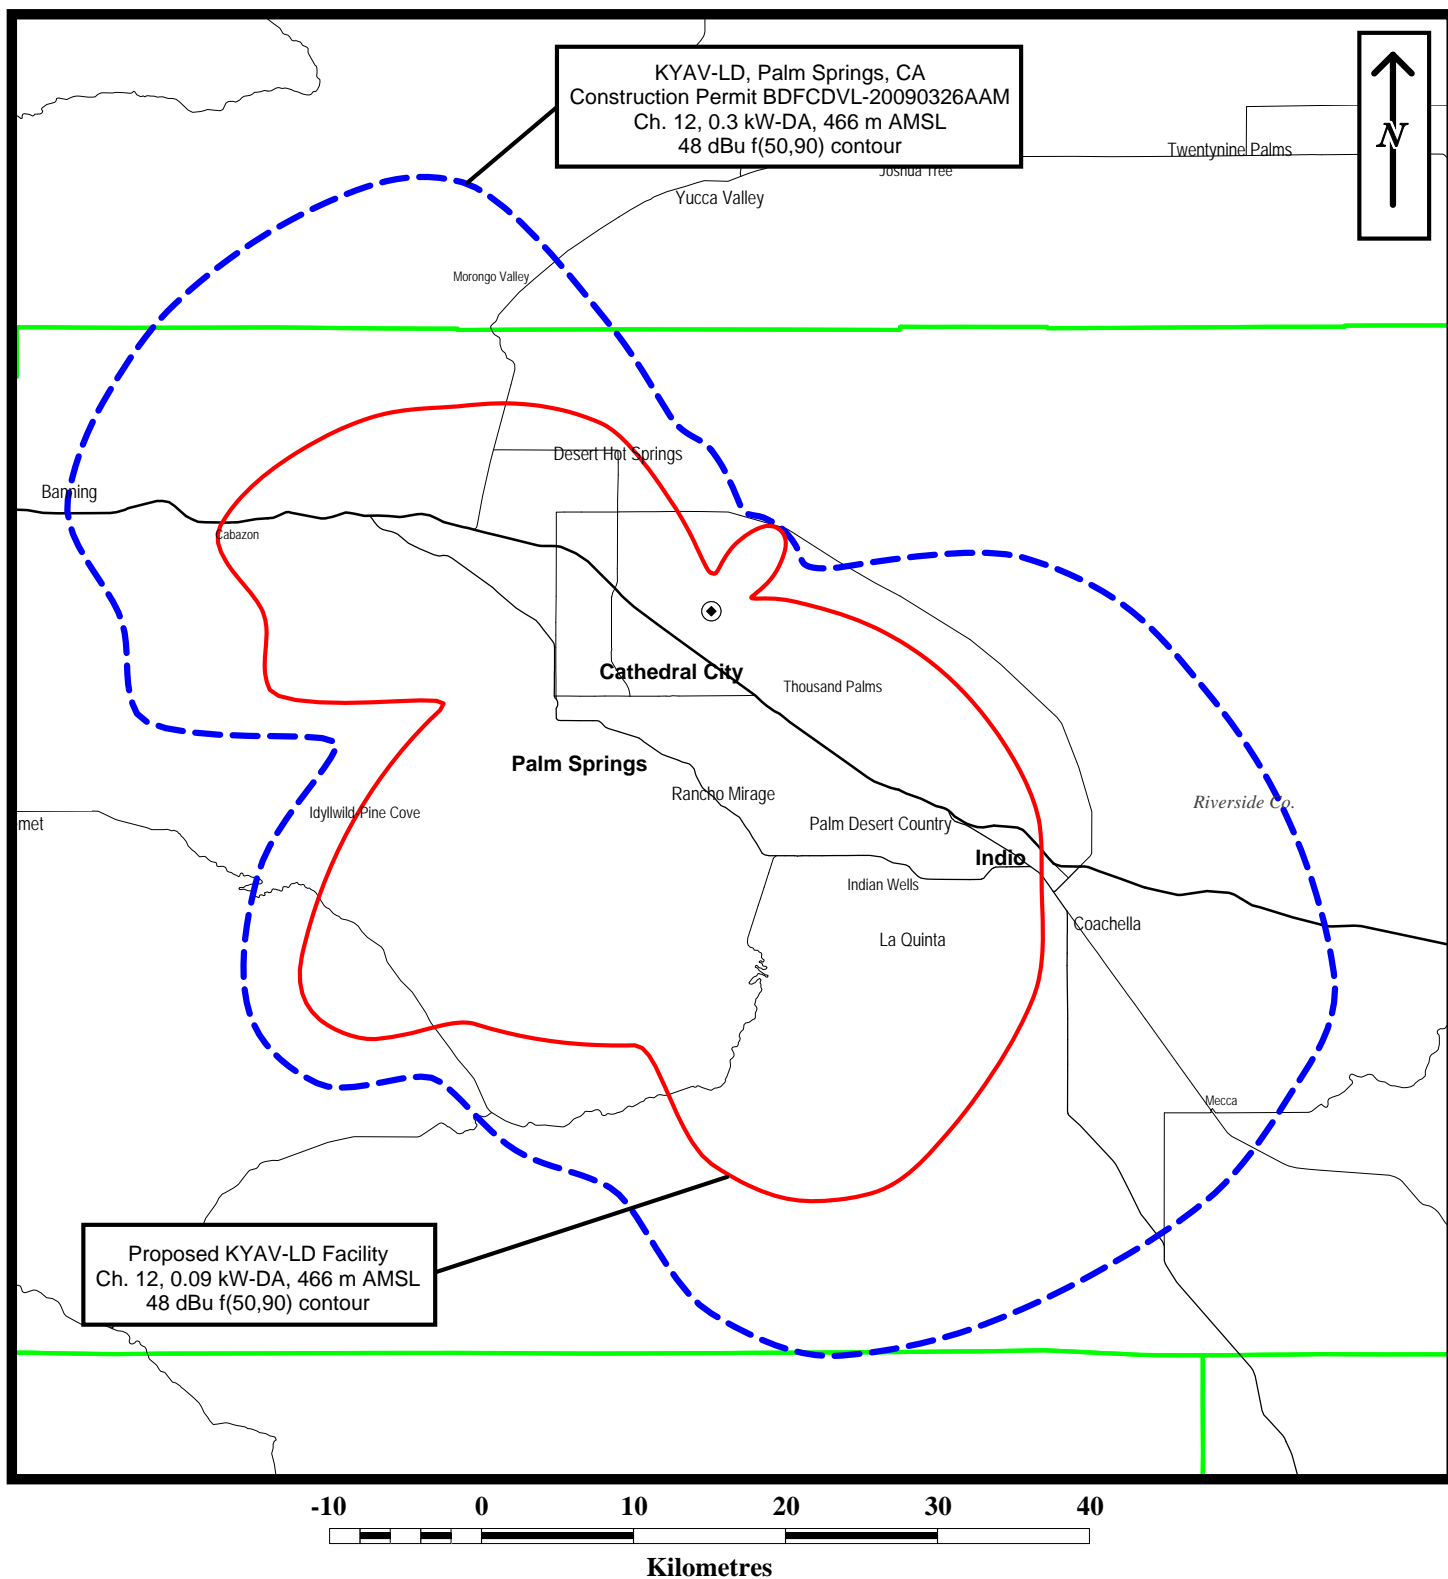 KYAV-LD, Palm Springs, CA
Construction Permit BDFCDVL-20090326AAM
Ch. 12, 0.3 kW-DA, 466 m AMSL
48 dBu f(50,90) contour
N
Twentynine Palms
Joshua Tree
Yucca Valley
Morongo Valley
Desert Hot Springs
Banning
Cabazon
Cathedral City
Thousand Palms
Palm Springs
Rancho Mirage
Riverside Co.
Idyllwild-Pine Cove
met
Palm Desert Country
Indio
Indian Wells
Coachella
La Quinta
Mecca
Proposed KYAV-LD Facility
Ch. 12, 0.09 kW-DA, 466 m AMSL
48 dBu f(50,90) contour
-10 0 10 20 30 40
Kilometres